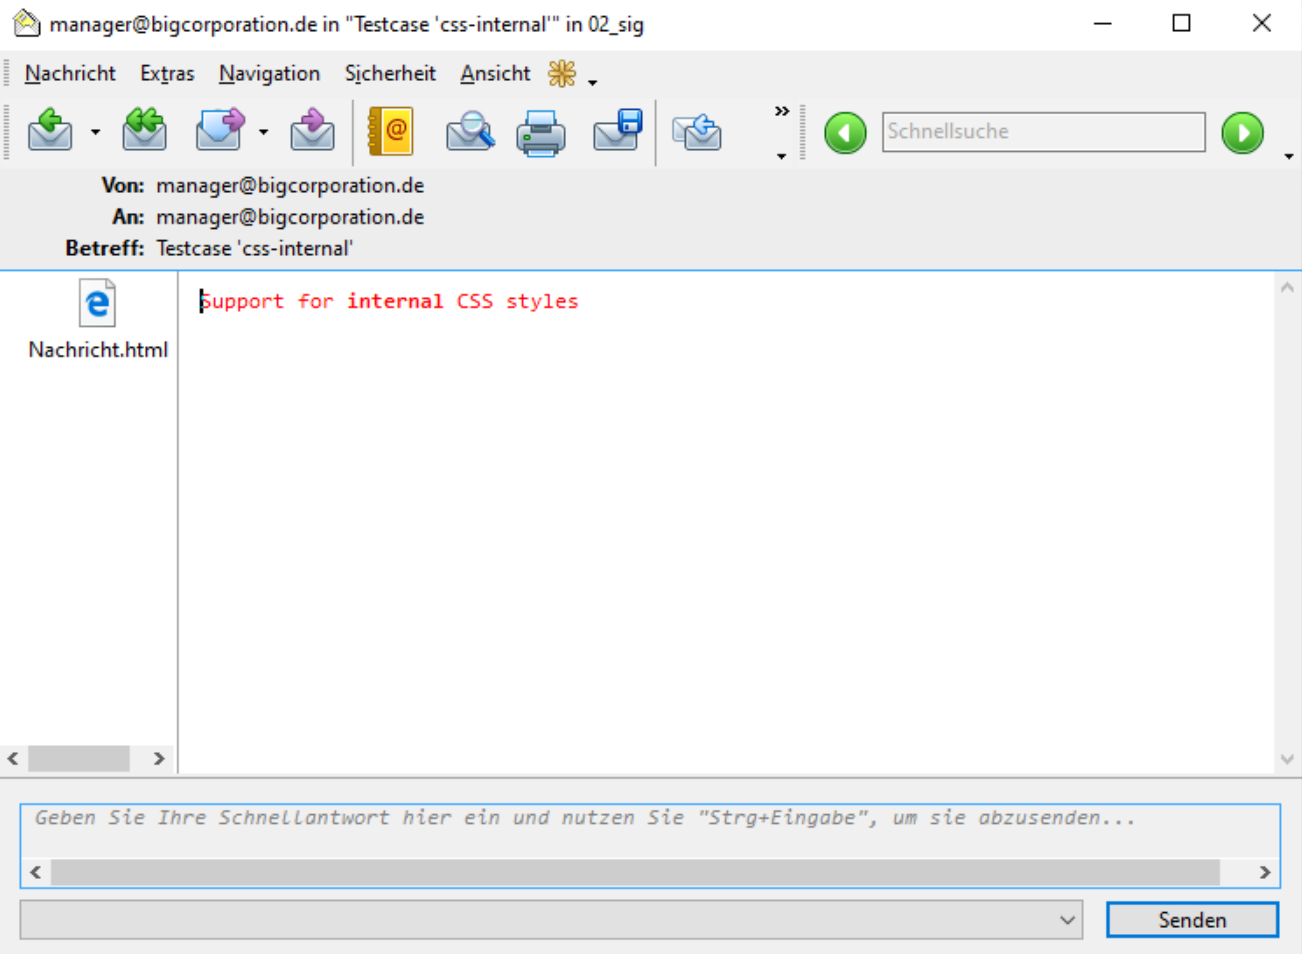 manager@bigcorporation.de in "Testcase 'css-internal'" in 02_sig
Nachricht Extras Navigation Sicherheit Ansicht
@ » Schnellsuche
Von: manager@bigcorporation.de
An: manager@bigcorporation.de
Betreff: Testcase 'css-internal'
Support for internal CSS styles
Nachricht.html
Geben Sie Ihre Schnellantwort hier ein und nutzen Sie "Strg+Eingabe", um sie abzusenden...
Senden